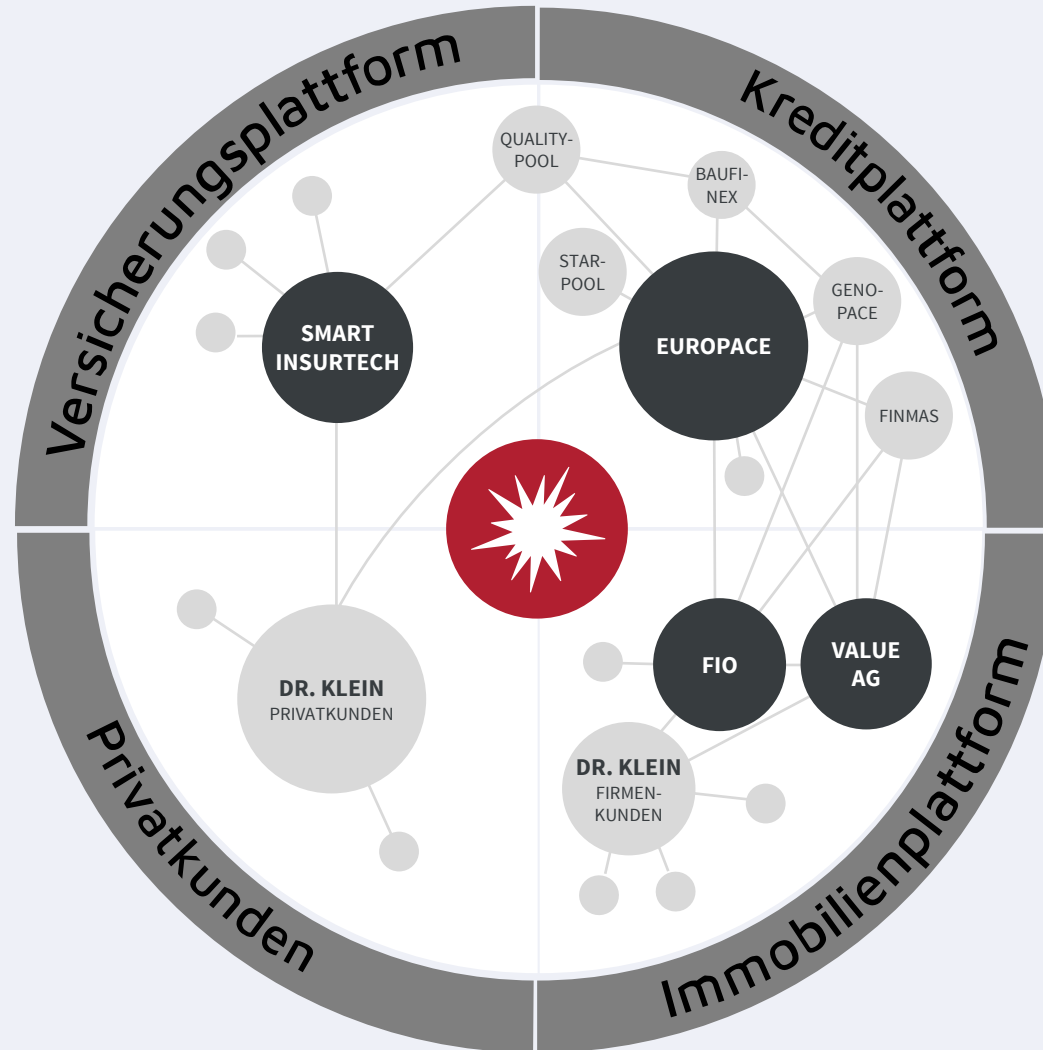 Versicherungsplattform
Kreditplattform
QUALITY-
POOL
BAUFI-
NEX
STAR-
POOL
GENO-
PACE
SMART
INSURTECH
EUROPACE
FINMAS
FIO
VALUE
AG
DR. KLEIN
PRIVATKUNDEN
DR. KLEIN
FIRMEN-
KUNDEN
Privatkunden
Immobilienplattform